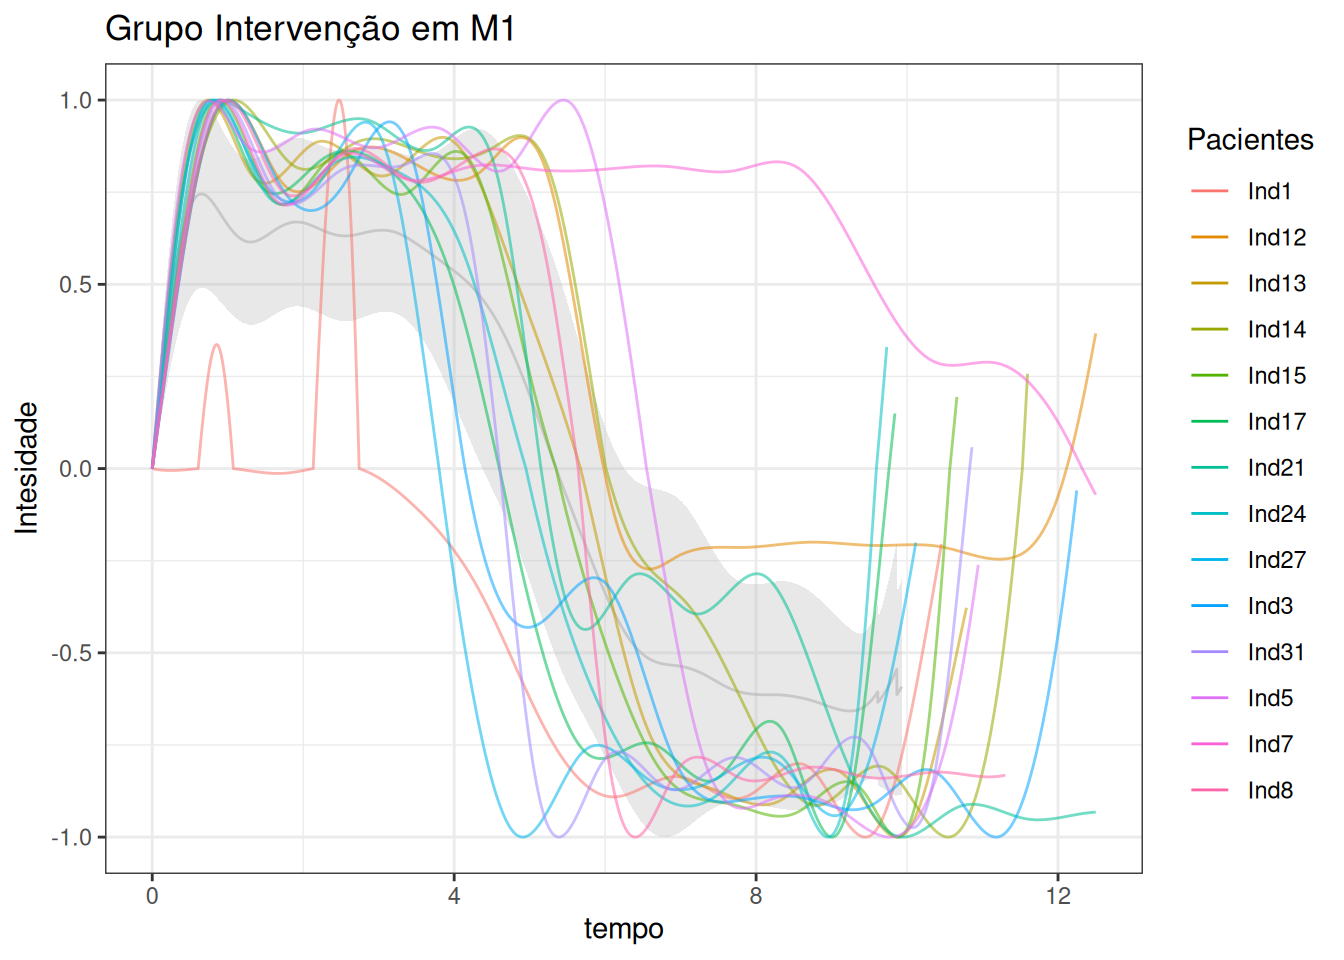 Grupo Intervenção em M1
Pacientes
Ind1
Ind12
Ind13
Ind14
Ind15
Ind17
Ind21
Ind24
Ind27
Ind3
Ind31
Ind5
Ind7
Ind8
Intesidade
1.0
0.5
0.0
-0.5
-1.0
0 4 8 12
tempo